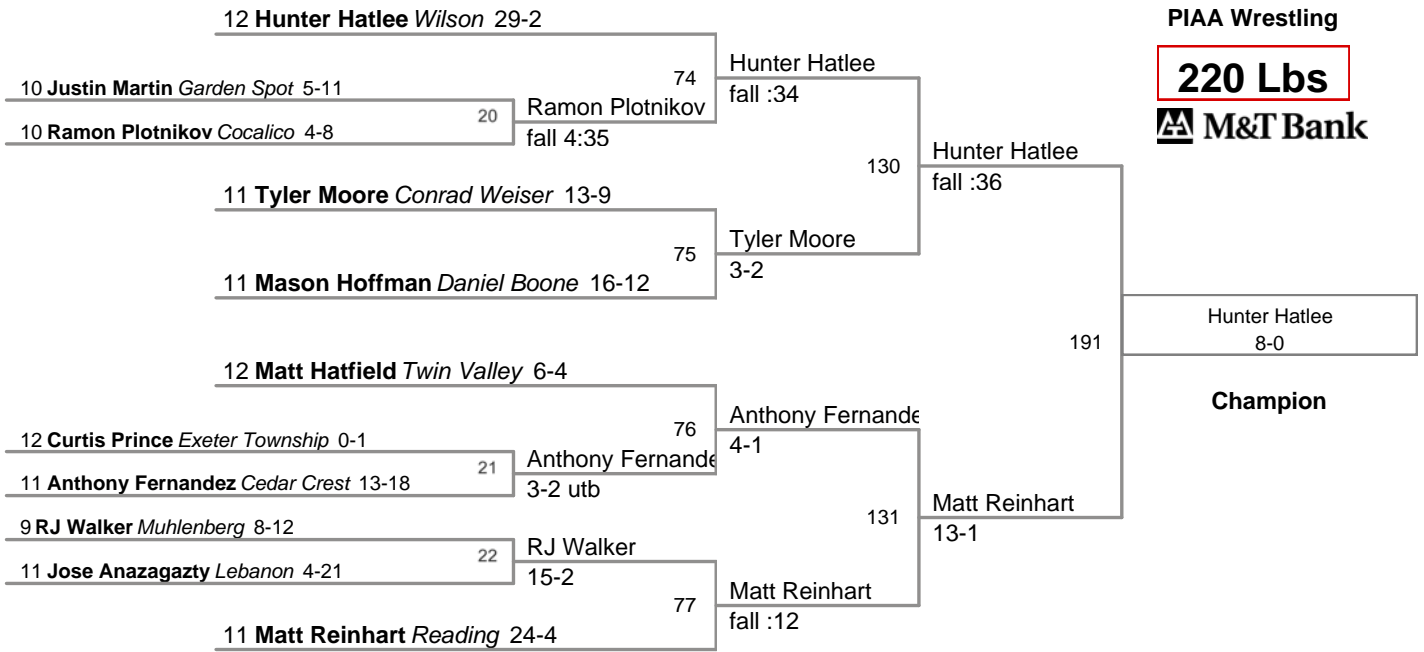 12 Hunter Hatlee Wilson 29-2
PIAA Wrestling
220 Lbs
M&T Bank
74
Hunter Hatlee
fall :34
10 Justin Martin Garden Spot 5-11
20
Ramon Plotnikov
fall 4:35
10 Ramon Plotnikov Cocalico 4-8
130
Hunter Hatlee
fall :36
11 Tyler Moore Conrad Weiser 13-9
75
Tyler Moore
3-2
11 Mason Hoffman Daniel Boone 16-12
191
Hunter Hatlee
8-0
Champion
12 Matt Hatfield Twin Valley 6-4
76
Anthony Fernande
4-1
12 Curtis Prince Exeter Township 0-1
21
Anthony Fernande
3-2 utb
11 Anthony Fernandez Cedar Crest 13-18
131
Matt Reinhart
13-1
9 RJ Walker Muhlenberg 8-12
22
RJ Walker
15-2
11 Jose Anazagazty Lebanon 4-21
77
Matt Reinhart
fall :12
11 Matt Reinhart Reading 24-4